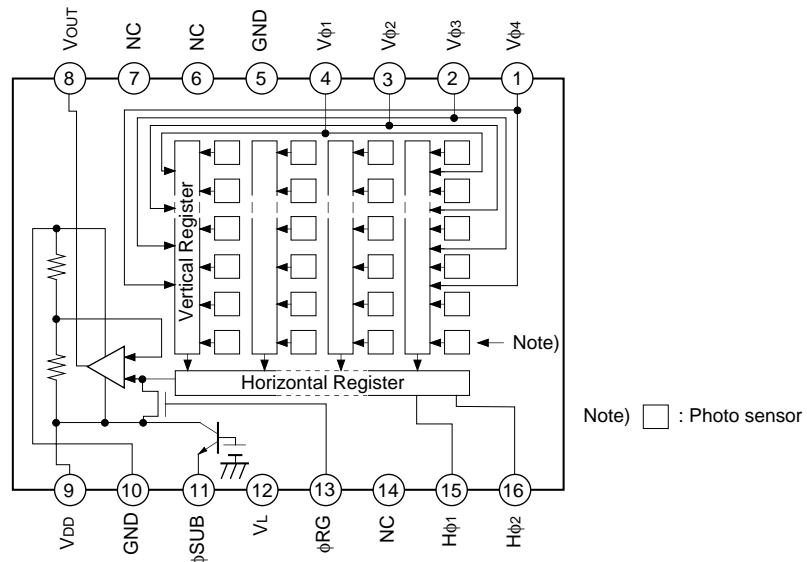 VOUT
NC
NC
GND
Vφ1
Vφ2
Vφ3
Vφ4
8
7
6
5
4
3
2
1
Vertical Register
Note)
Horizontal Register
Note) : Photo sensor
9
10
11
12
13
14
15
16
VDD
GND
φSUB
VL
φRG
NC
Hφ1
Hφ2